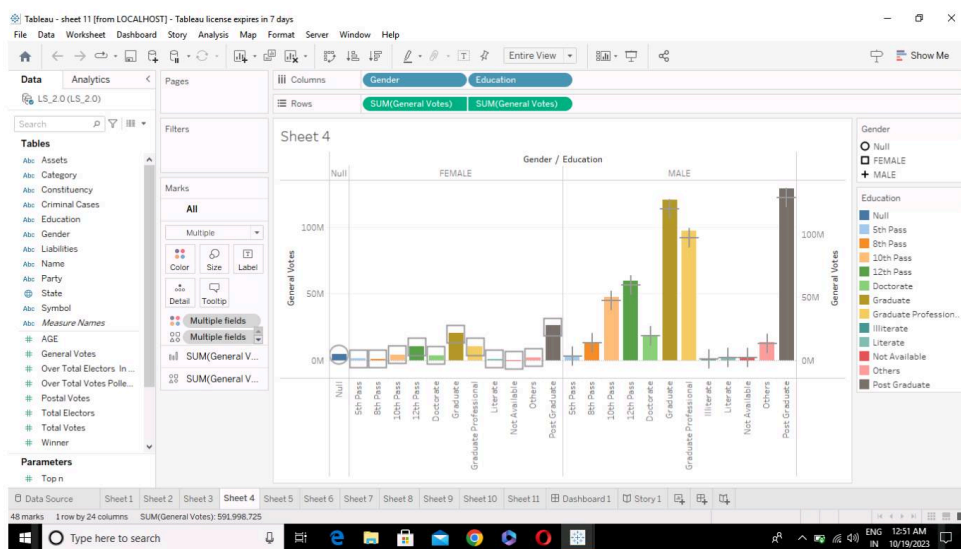 Tableau - sheet 11 [from LOCALHOST] - Tableau license expires in 7 days
File Data Worksheet Dashboard Story Analysis Map Format Server Window Help
Entire View
Show Me
Data Analytics
LS_2.0 (LS_2.0)
Search
Tables
Abc Assets
Abc Category
Abc Constituency
Abc Criminal Cases
Abc Education
Abc Gender
Abc Liabilities
Abc Name
Abc Party
State
Abc Symbol
Abc Measure Names
# AGE
# General Votes
# Over Total Electors In ...
# Over Total Votes Polle...
# Postal Votes
# Total Electors
# Total Votes
# Winner
Parameters
# Top n
Pages
Filters
Marks
All
Multiple
Color Size Label
Detail Tooltip
Multiple fields
Multiple fields
SUM(General V...
SUM(General V...
Columns Gender Education
Rows SUM(General Votes) SUM(General Votes)
Sheet 4
Gender / Education
Null FEMALE MALE
General Votes
100M
50M
0M
General Votes
100M
50M
0M
Null
5th Pass
8th Pass
10th Pass
12th Pass
Doctorate
Graduate
Graduate Professional
Literate
Not Available
Others
Post Graduate
5th Pass
8th Pass
10th Pass
12th Pass
Doctorate
Graduate
Graduate Professional
Illiterate
Literate
Not Available
Others
Post Graduate
Gender
Null
FEMALE
MALE
Education
Null
5th Pass
8th Pass
10th Pass
12th Pass
Doctorate
Graduate
Graduate Profession..
Illiterate
Literate
Not Available
Others
Post Graduate
Data Source Sheet 1 Sheet 2 Sheet 3 Sheet 4 Sheet 5 Sheet 6 Sheet 7 Sheet 8 Sheet 9 Sheet 10 Sheet 11 Dashboard 1 Story 1
48 marks 1 row by 24 columns SUM(General Votes): 591,998,725
Type here to search
ENG 12:51 AM
IN 10/19/2023